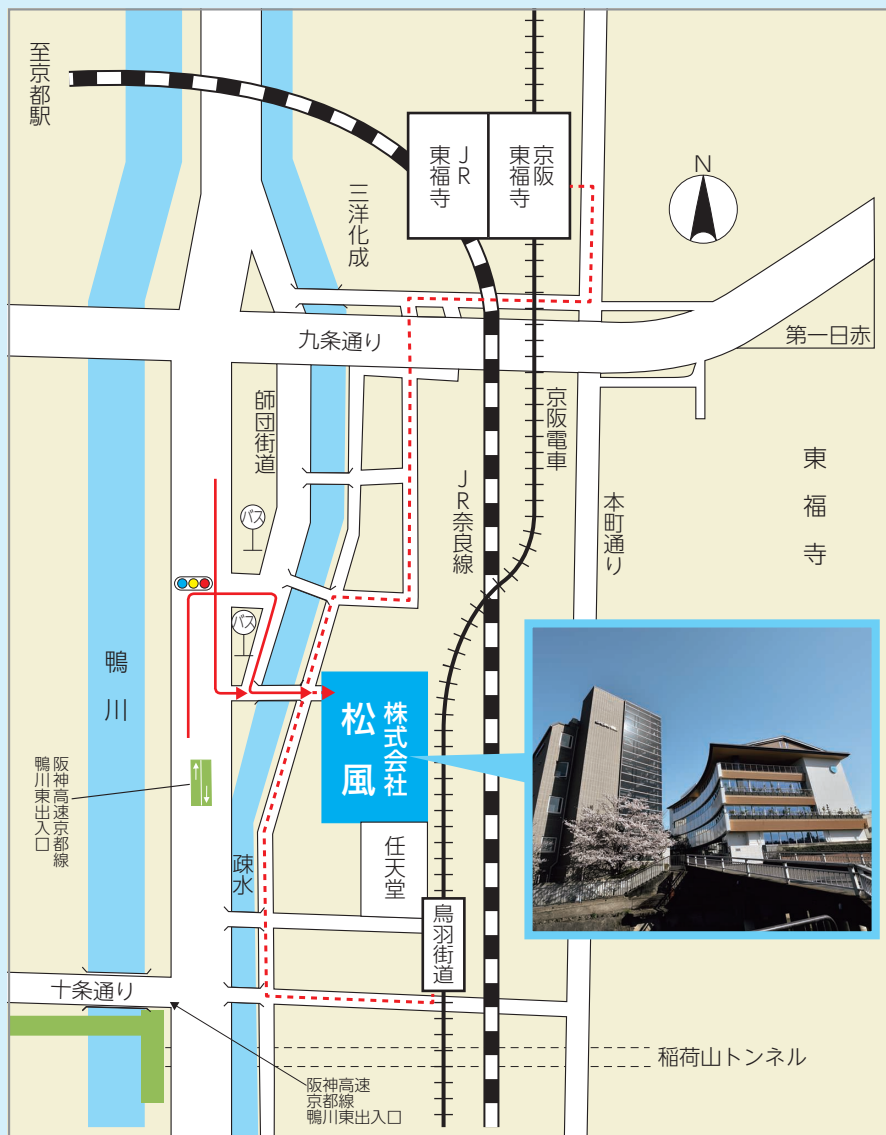 至京都駅
三洋化成
JR
東福寺
京阪
東福寺
N
九条通り
第一日赤
師団街道
京阪電車
JR奈良線
本町通り
東福寺
バス
バス
鴨川
株式会社
松風
阪神高速京都線
鴨川東出入口
疎水
任天堂
鳥羽街道
十条通り
稲荷山トンネル
阪神高速
京都線
鴨川東出入口